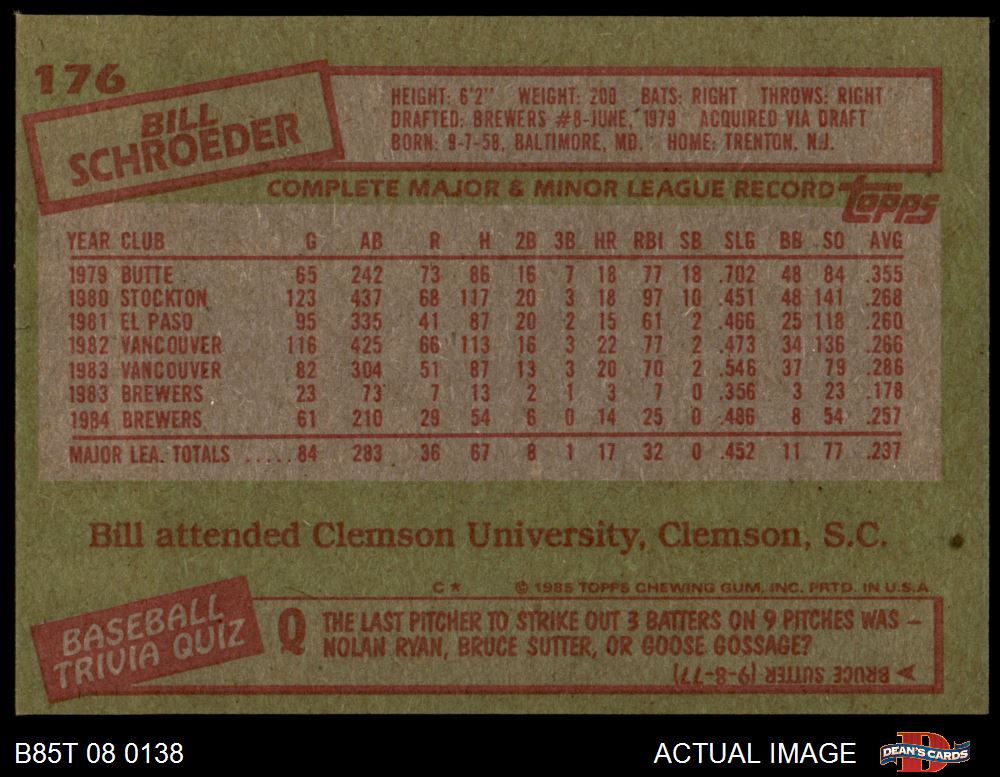 176
BILL
SCHROEDER
HEIGHT: 6'2" WEIGHT: 200 BATS: RIGHT THROWS: RIGHT
DRAFTED: BREWERS #8-JUNE, 1979 ACQUIRED VIA DRAFT
BORN: 9-7-58, BALTIMORE, MD. HOME: TRENTON, N.J.
COMPLETE MAJOR & MINOR LEAGUE RECORD topps
YEAR CLUB G AB R H 2B 3B HR RBI SB SLG BB SO AVG
1979 BUTTE 65 242 73 86 16 7 18 77 18 .702 48 84 .355
1980 STOCKTON 123 437 68 117 20 3 18 97 10 .451 48 141 .268
1981 EL PASO 95 335 41 87 20 2 15 61 2 .466 25 118 .260
1982 VANCOUVER 116 425 66 113 16 3 22 77 2 .473 34 136 .266
1983 VANCOUVER 82 304 51 87 13 3 20 70 2 .546 37 79 .286
1983 BREWERS 23 73 7 13 2 1 3 7 0 .356 3 23 .178
1984 BREWERS 61 210 29 54 6 0 14 25 0 .486 8 54 .257
MAJOR LEA. TOTALS .....84 283 36 67 8 1 17 32 0 .452 11 77 .237
Bill attended Clemson University, Clemson, S.C.
C* © 1985 TOPPS CHEWING GUM, INC. PRTD. IN U.S.A
BASEBALL
TRIVIA QUIZ
Q THE LAST PITCHER TO STRIKE OUT 3 BATTERS ON 9 PITCHES WAS –
NOLAN RYAN, BRUCE SUTTER, OR GOOSE GOSSAGE?
A BRUCE SUTTER (9-8-77)
B85T 08 0138 ACTUAL IMAGE D DEAN'S CARDS